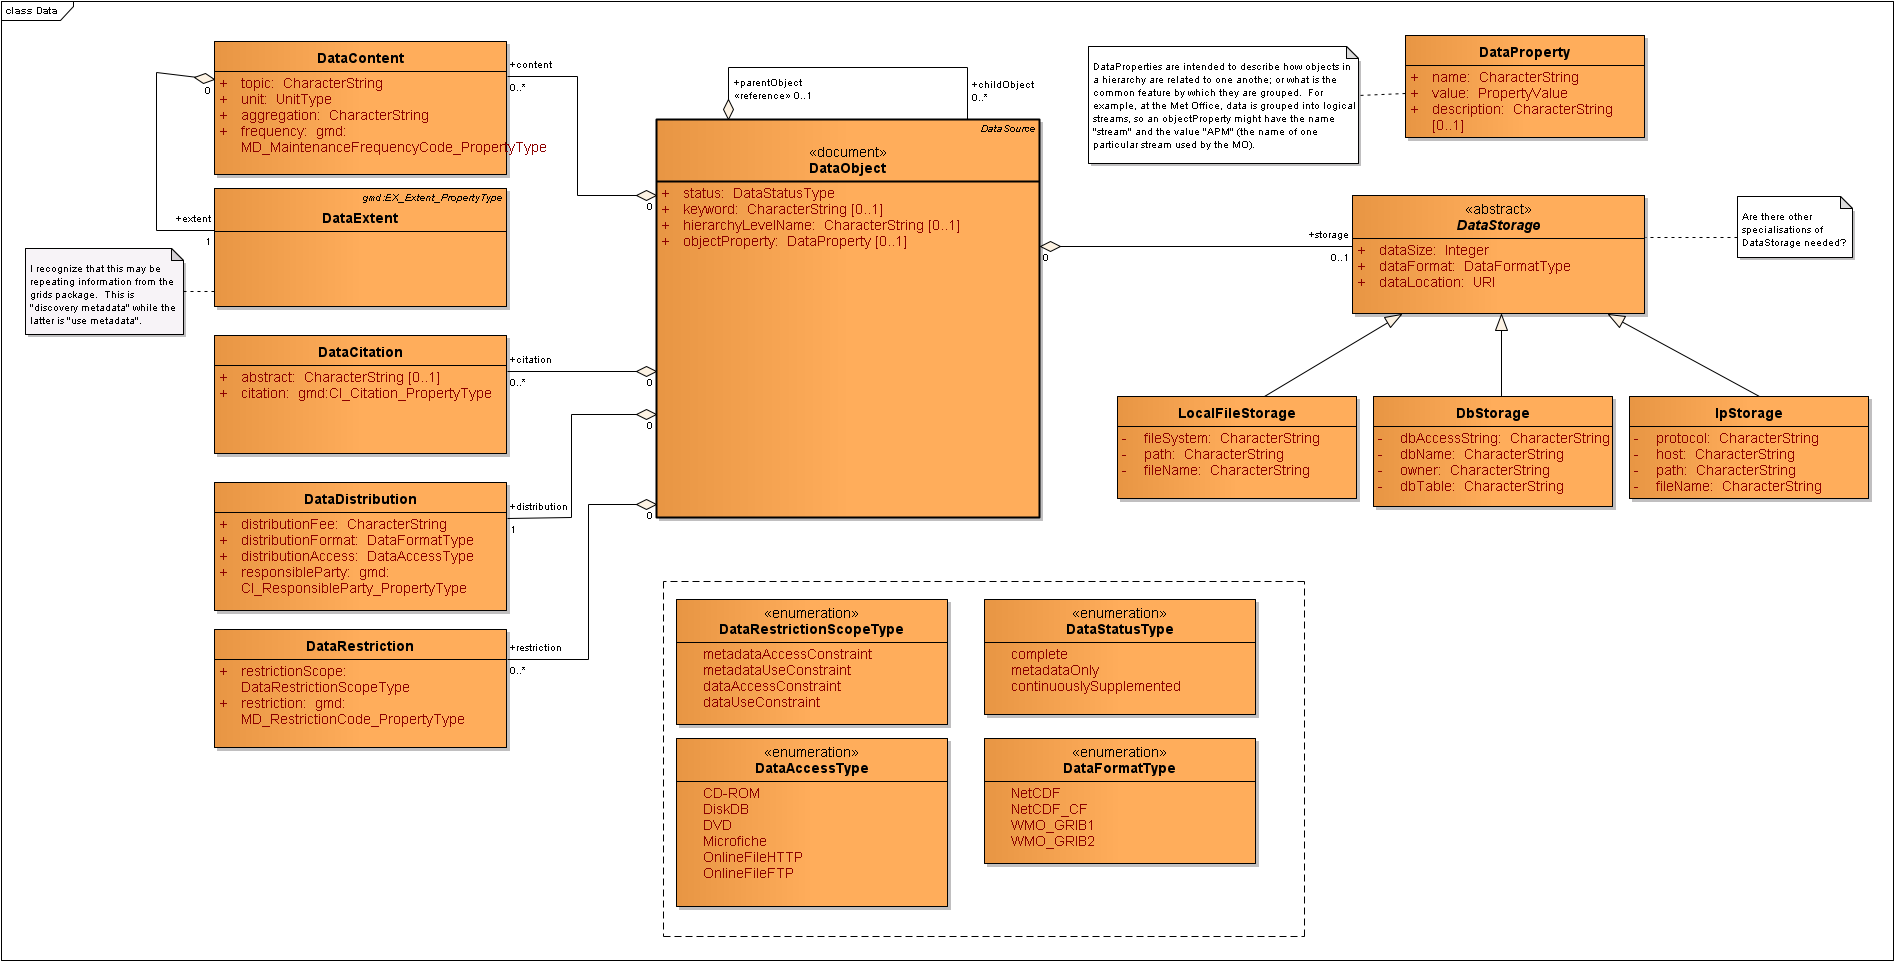 class Data
DataContent
+ topic: CharacterString
+ unit: UnitType
+ aggregation: CharacterString
+ frequency: gmd:
MD_MaintenanceFrequencyCode_PropertyType
+content
0..*
0
+extent
1
gmd:EX_Extent_PropertyType
DataExtent
I recognize that this may be
repeating information from the
grids package. This is
"discovery metadata" while the
latter is "use metadata".
DataCitation
+ abstract: CharacterString [0..1]
+ citation: gmd:CI_Citation_PropertyType
+citation
0..*
DataDistribution
+ distributionFee: CharacterString
+ distributionFormat: DataFormatType
+ distributionAccess: DataAccessType
+ responsibleParty: gmd:
CI_ResponsibleParty_PropertyType
+distribution
1
DataRestriction
+ restrictionScope:
DataRestrictionScopeType
+ restriction: gmd:
MD_RestrictionCode_PropertyType
+restriction
0..*
+parentObject
«reference» 0..1
+childObject
0..*
DataSource
«document»
DataObject
+ status: DataStatusType
+ keyword: CharacterString [0..1]
+ hierarchyLevelName: CharacterString [0..1]
+ objectProperty: DataProperty [0..1]
0
0
0
0
0
+storage
0..1
DataProperties are intended to describe how objects in
a hierarchy are related to one anothe; or what is the
common feature by which they are grouped. For
example, at the Met Office, data is grouped into logical
streams, so an objectProperty might have the name
"stream" and the value "APM" (the name of one
particular stream used by the MO).
DataProperty
+ name: CharacterString
+ value: PropertyValue
+ description: CharacterString
[0..1]
«abstract»
DataStorage
+ dataSize: Integer
+ dataFormat: DataFormatType
+ dataLocation: URI
Are there other
specialisations of
DataStorage needed?
LocalFileStorage
- fileSystem: CharacterString
- path: CharacterString
- fileName: CharacterString
DbStorage
- dbAccessString: CharacterString
- dbName: CharacterString
- owner: CharacterString
- dbTable: CharacterString
IpStorage
- protocol: CharacterString
- host: CharacterString
- path: CharacterString
- fileName: CharacterString
«enumeration»
DataRestrictionScopeType
metadataAccessConstraint
metadataUseConstraint
dataAccessConstraint
dataUseConstraint
«enumeration»
DataStatusType
complete
metadataOnly
continuouslySupplemented
«enumeration»
DataAccessType
CD-ROM
DiskDB
DVD
Microfiche
OnlineFileHTTP
OnlineFileFTP
«enumeration»
DataFormatType
NetCDF
NetCDF_CF
WMO_GRIB1
WMO_GRIB2